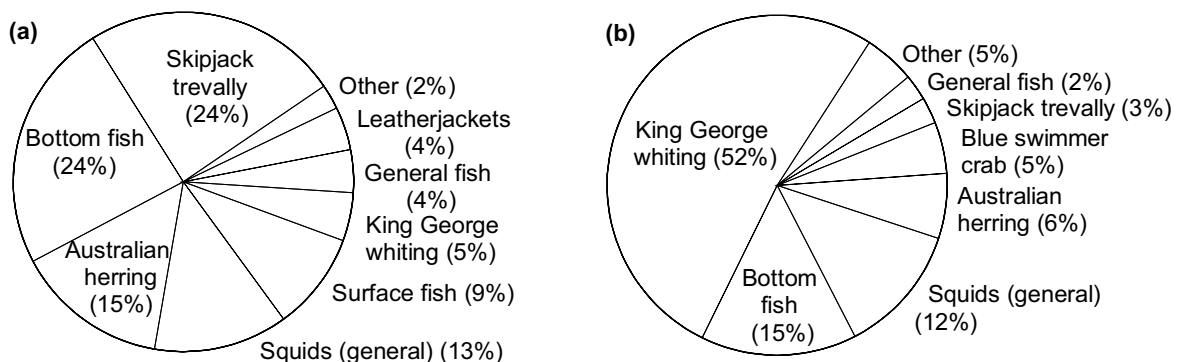 (a)
Skipjack
trevally
(24%)
Other (2%)
Leatherjackets
(4%)
General fish
(4%)
King George
whiting (5%)
Surface fish (9%)
Squids (general) (13%)
Australian
herring
(15%)
Bottom fish
(24%)
(b)
King George
whiting (52%)
Other (5%)
General fish (2%)
Skipjack trevally (3%)
Blue swimmer
crab (5%)
Australian
herring (6%)
Squids (general)
(12%)
Bottom
fish
(15%)